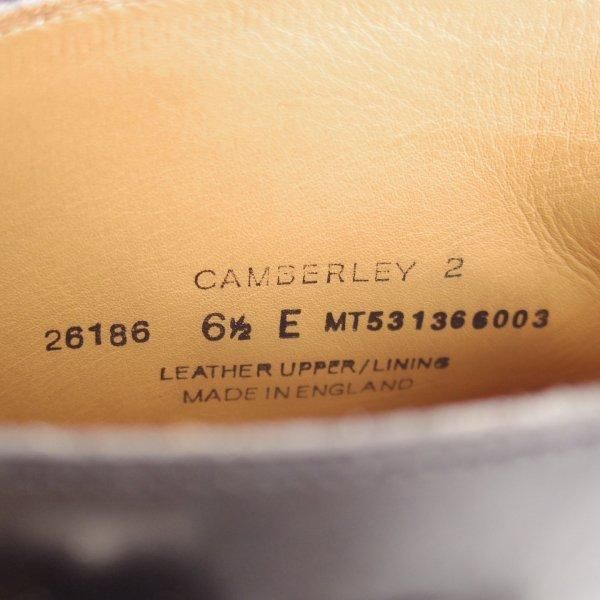 CAMBERLEY 2
26186 6½ E MT531366003
LEATHER UPPER/LINING
MADE IN ENGLAND